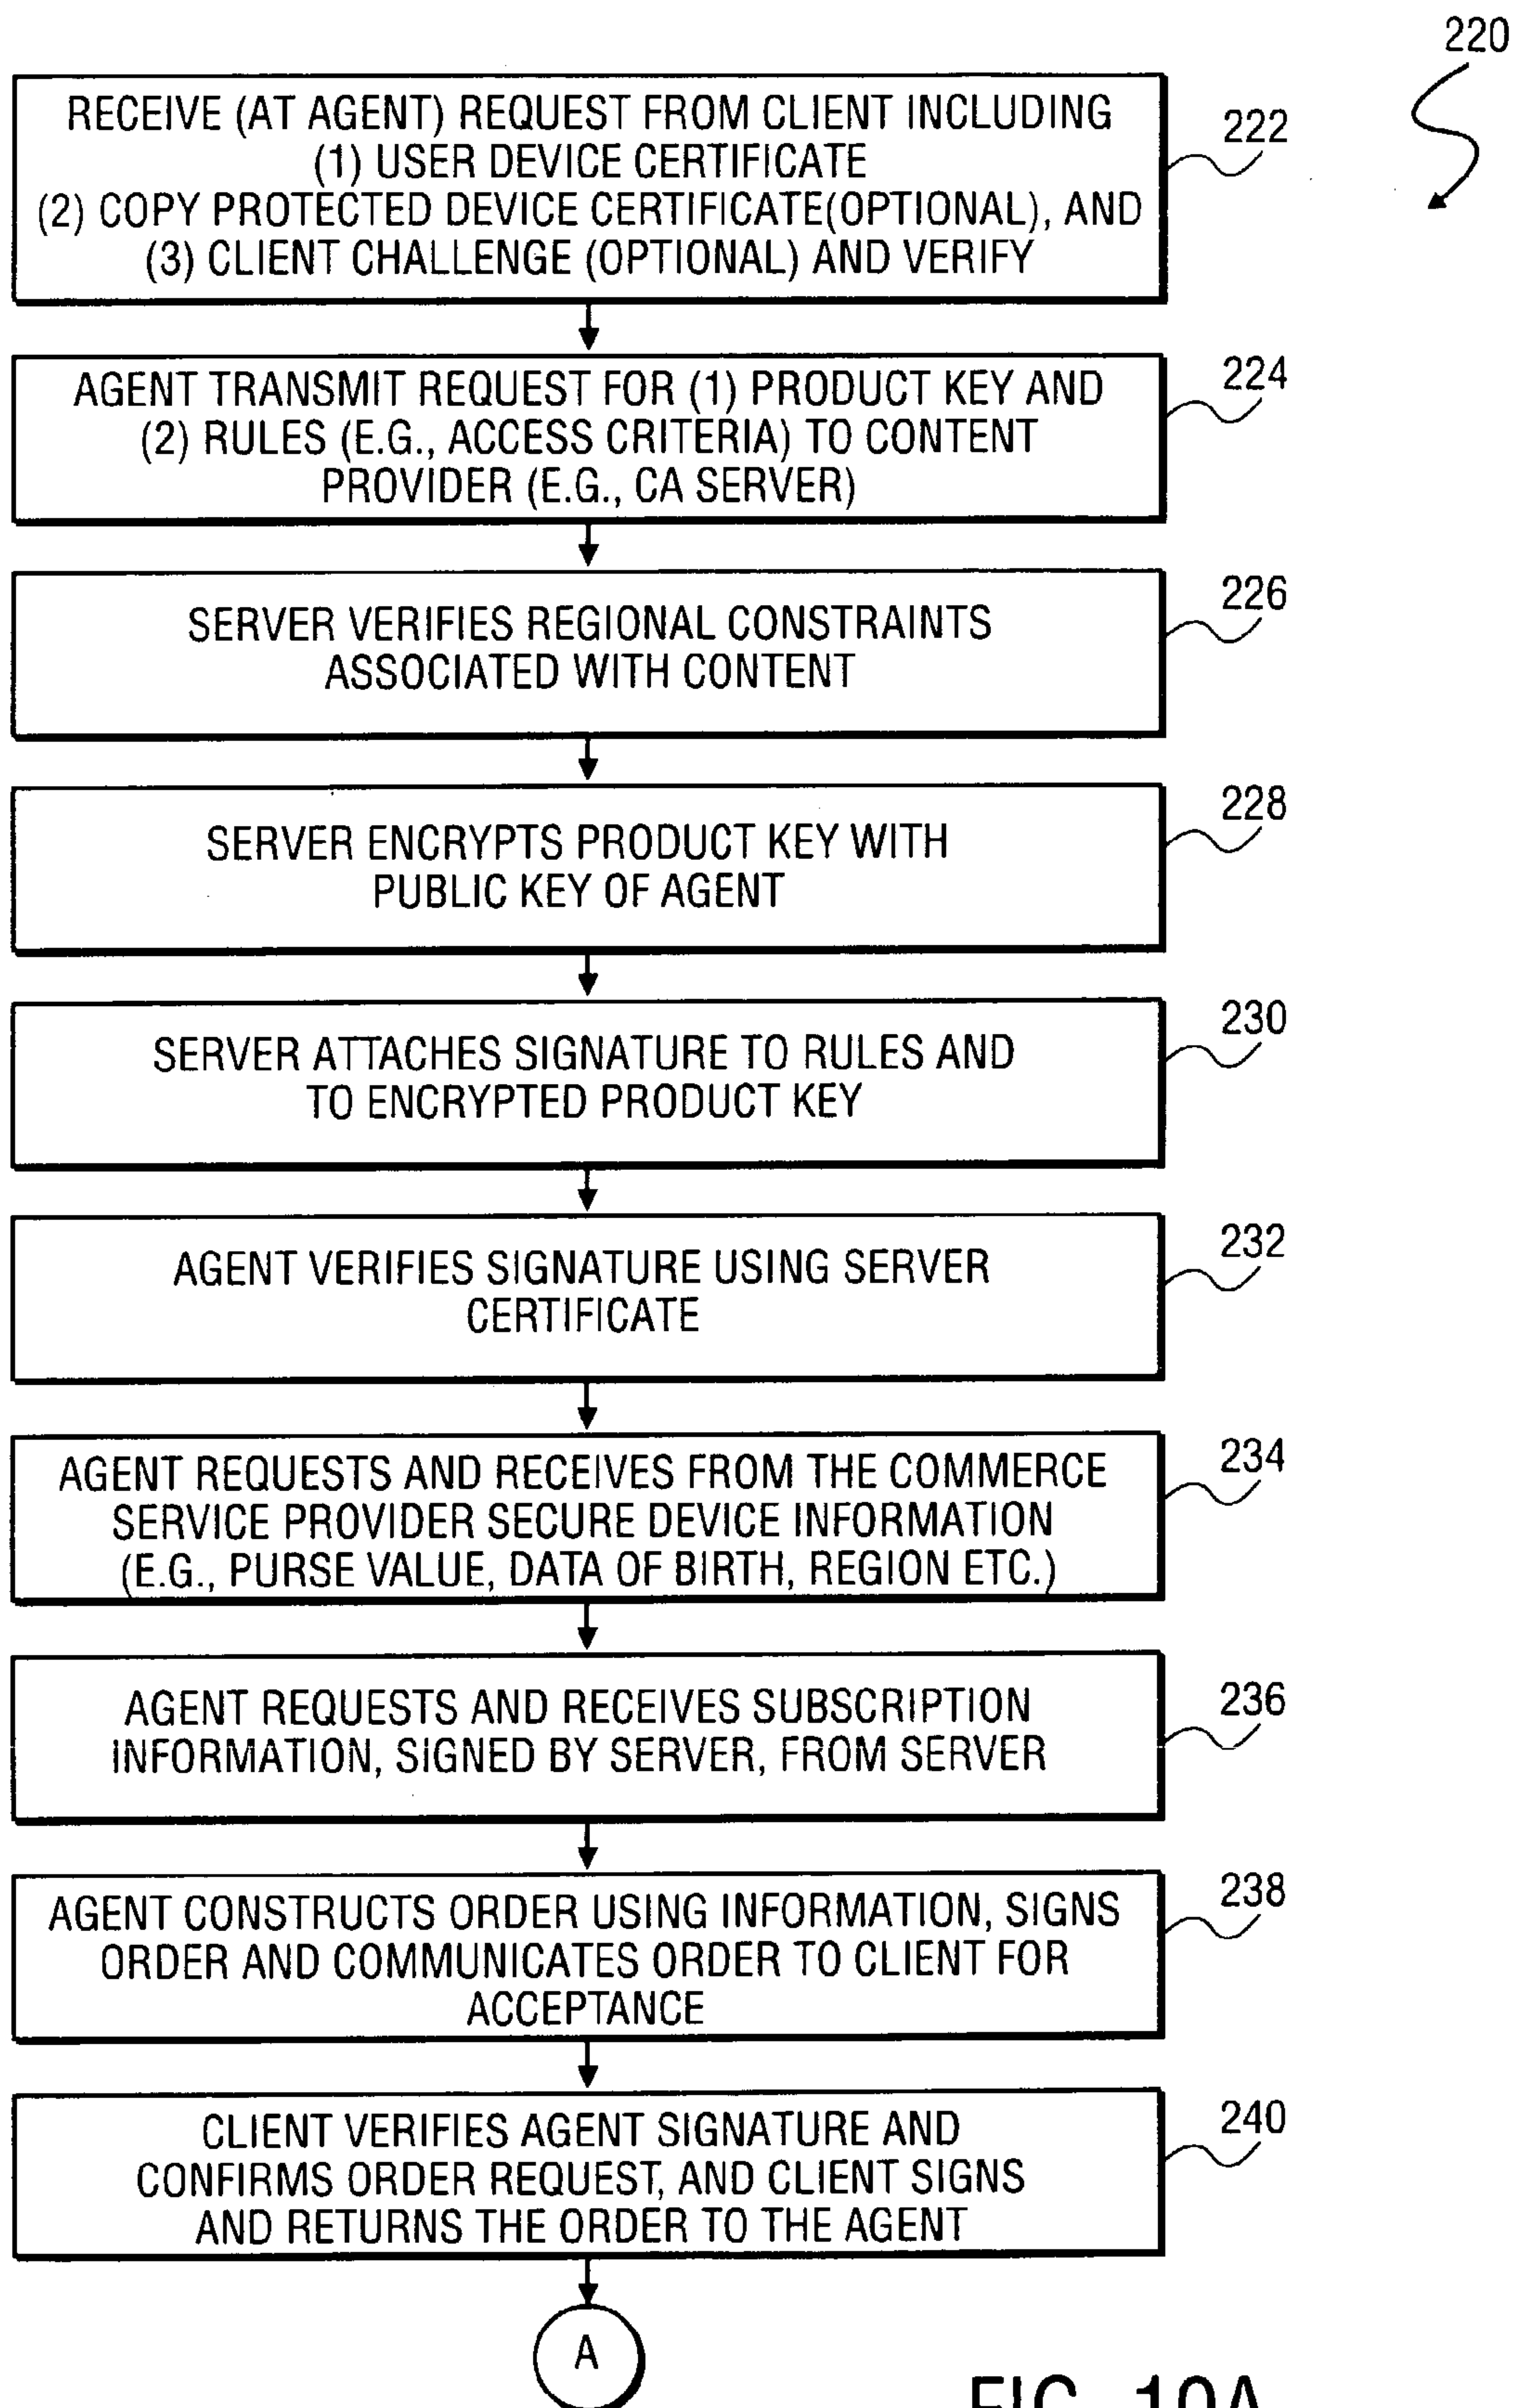 220
RECEIVE (AT AGENT) REQUEST FROM CLIENT INCLUDING
(1) USER DEVICE CERTIFICATE
(2) COPY PROTECTED DEVICE CERTIFICATE(OPTIONAL), AND
(3) CLIENT CHALLENGE (OPTIONAL) AND VERIFY
222
AGENT TRANSMIT REQUEST FOR (1) PRODUCT KEY AND
(2) RULES (E.G., ACCESS CRITERIA) TO CONTENT
PROVIDER (E.G., CA SERVER)
224
SERVER VERIFIES REGIONAL CONSTRAINTS
ASSOCIATED WITH CONTENT
226
SERVER ENCRYPTS PRODUCT KEY WITH
PUBLIC KEY OF AGENT
228
SERVER ATTACHES SIGNATURE TO RULES AND
TO ENCRYPTED PRODUCT KEY
230
AGENT VERIFIES SIGNATURE USING SERVER
CERTIFICATE
232
AGENT REQUESTS AND RECEIVES FROM THE COMMERCE
SERVICE PROVIDER SECURE DEVICE INFORMATION
(E.G., PURSE VALUE, DATA OF BIRTH, REGION ETC.)
234
AGENT REQUESTS AND RECEIVES SUBSCRIPTION
INFORMATION, SIGNED BY SERVER, FROM SERVER
236
AGENT CONSTRUCTS ORDER USING INFORMATION, SIGNS
ORDER AND COMMUNICATES ORDER TO CLIENT FOR
ACCEPTANCE
238
CLIENT VERIFIES AGENT SIGNATURE AND
CONFIRMS ORDER REQUEST, AND CLIENT SIGNS
AND RETURNS THE ORDER TO THE AGENT
240
A
FIG. 10A